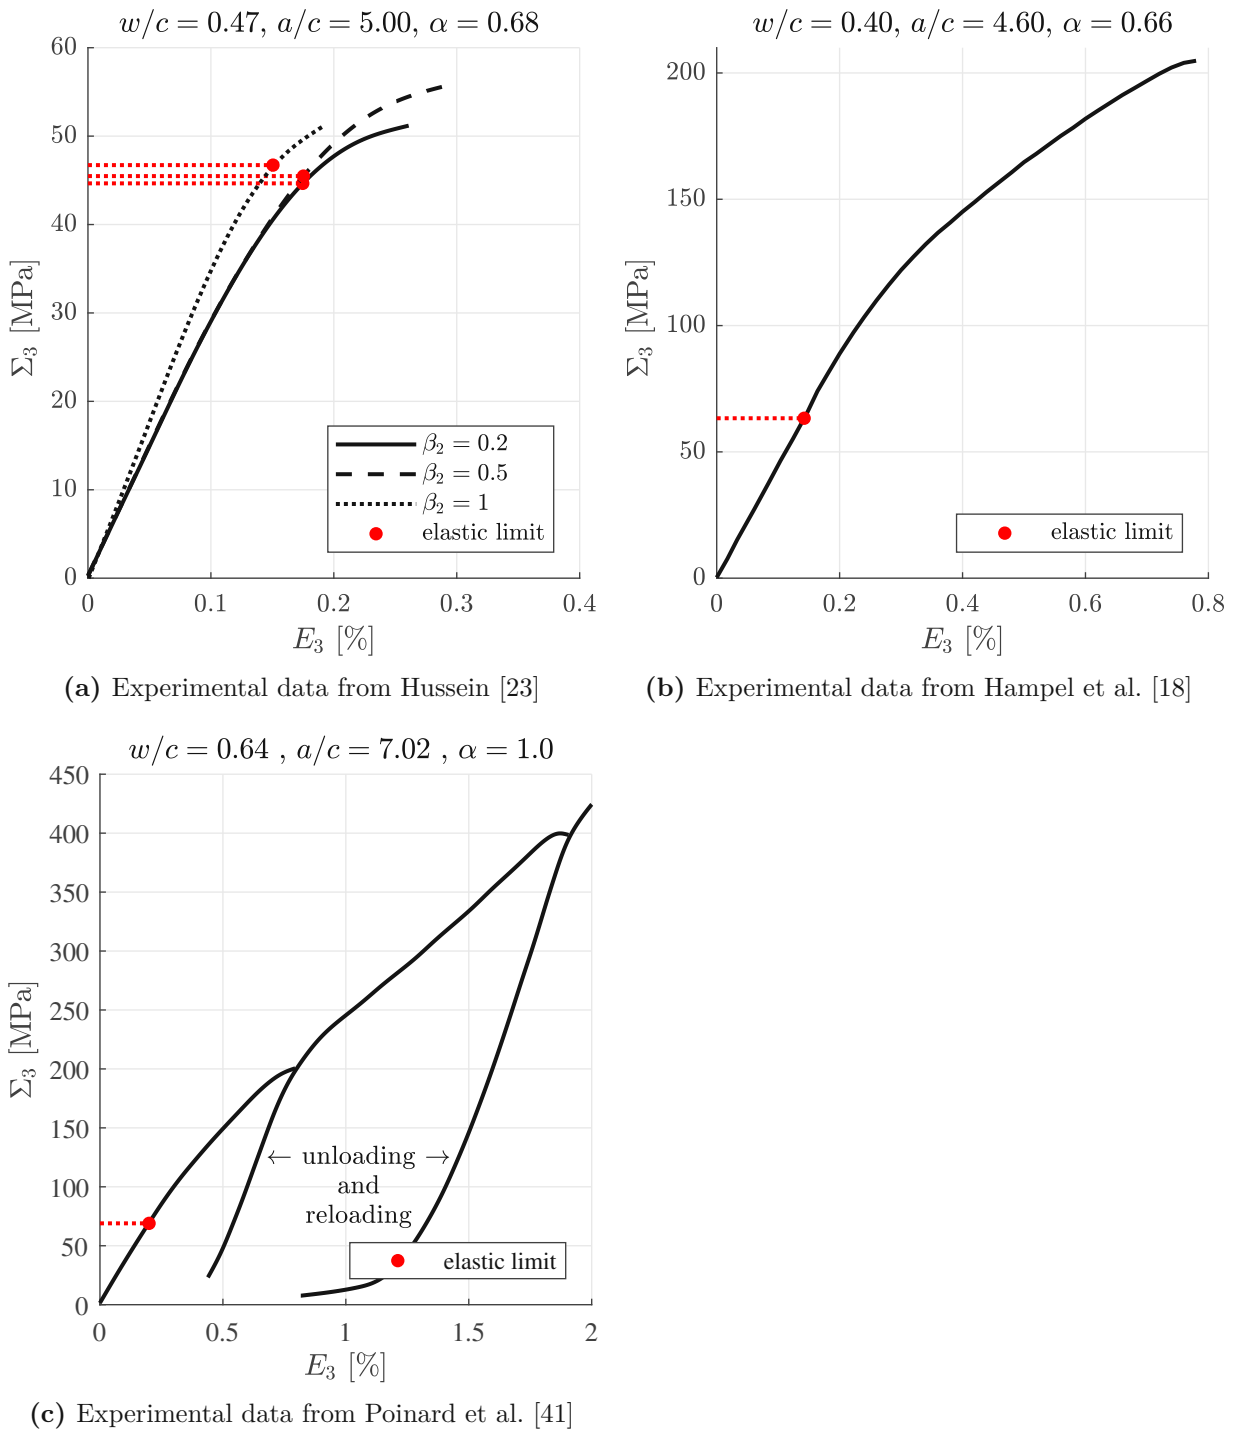 w/c = 0.47, a/c = 5.00, α = 0.68
60
50
40
30
20
10
0
Σ3 [MPa]
β2 = 0.2
β2 = 0.5
β2 = 1
elastic limit
0 0.1 0.2 0.3 0.4
E3 [%]
(a) Experimental data from Hussein [23]
w/c = 0.40, a/c = 4.60, α = 0.66
200
150
100
50
0
Σ3 [MPa]
elastic limit
0 0.2 0.4 0.6 0.8
E3 [%]
(b) Experimental data from Hampel et al. [18]
w/c = 0.64 , a/c = 7.02 , α = 1.0
450
400
350
300
250
200
150
100
50
0
Σ3 [MPa]
← unloading →
and
reloading
elastic limit
0 0.5 1 1.5 2
E3 [%]
(c) Experimental data from Poinard et al. [41]